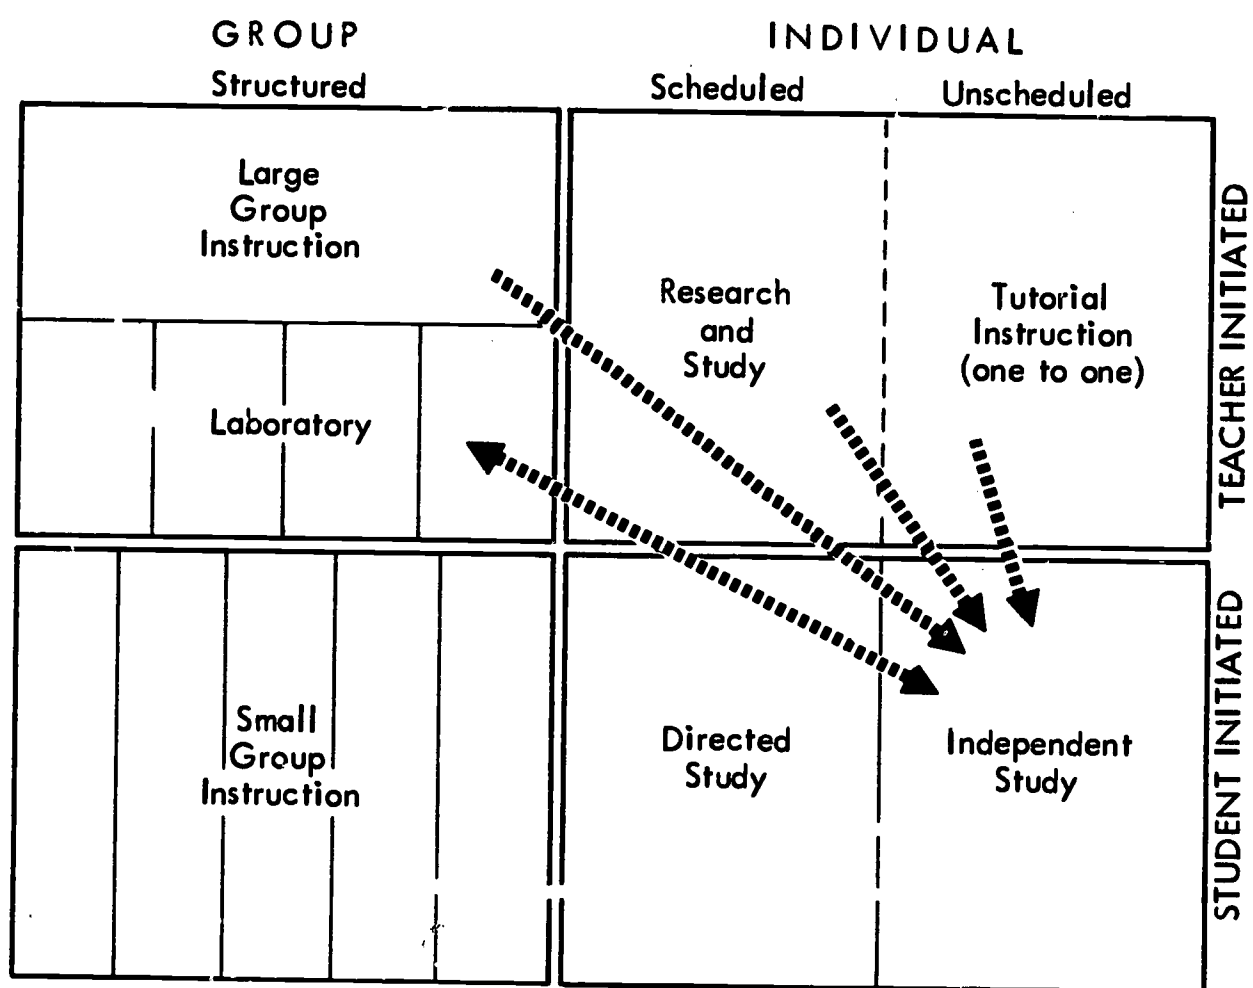 GROUP
INDIVIDUAL
Structured
Scheduled
Unscheduled
Large
Group
Instruction
Research
and
Study
Tutorial
Instruction
(one to one)
Laboratory
TEACHER INITIATED
Small
Group
Instruction
Directed
Study
Independent
Study
STUDENT INITIATED